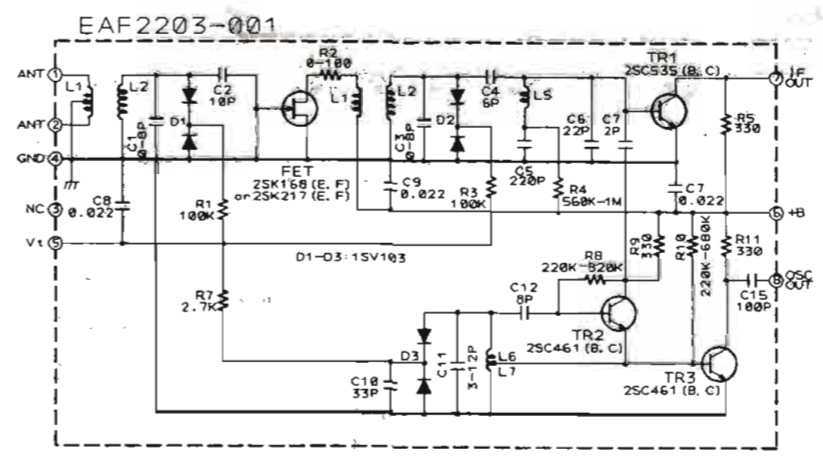 EAF2203-001
ANT 1
L1
L2
C2
10P
R2
0-100
L1
L2
C4
6P
L5
TR1
2SC535 (B. C)
7 IF
OUT
ANT 2
D1
C1
0-8P
C3
0-8P
D2
C6
22P
C7
2P
R5
330
GND 4
FET
2SK168 (E. F)
or 2SK217 (E. F)
C5
220P
C8
0.022
R1
100K
C9
0.022
R3
100K
R4
560K-1M
C7
0.022
NC 3
6 +B
Vt 5
D1-D3:1SV103
R8
220K-820K
R9
330
R10
220K-680K
R11
330
8 OSC
OUT
C15
100P
R7
2.7K
C12
8P
TR2
2SC461 (B. C)
D3
C11
3-12P
L6
L7
C10
33P
TR3
2SC461 (B. C)